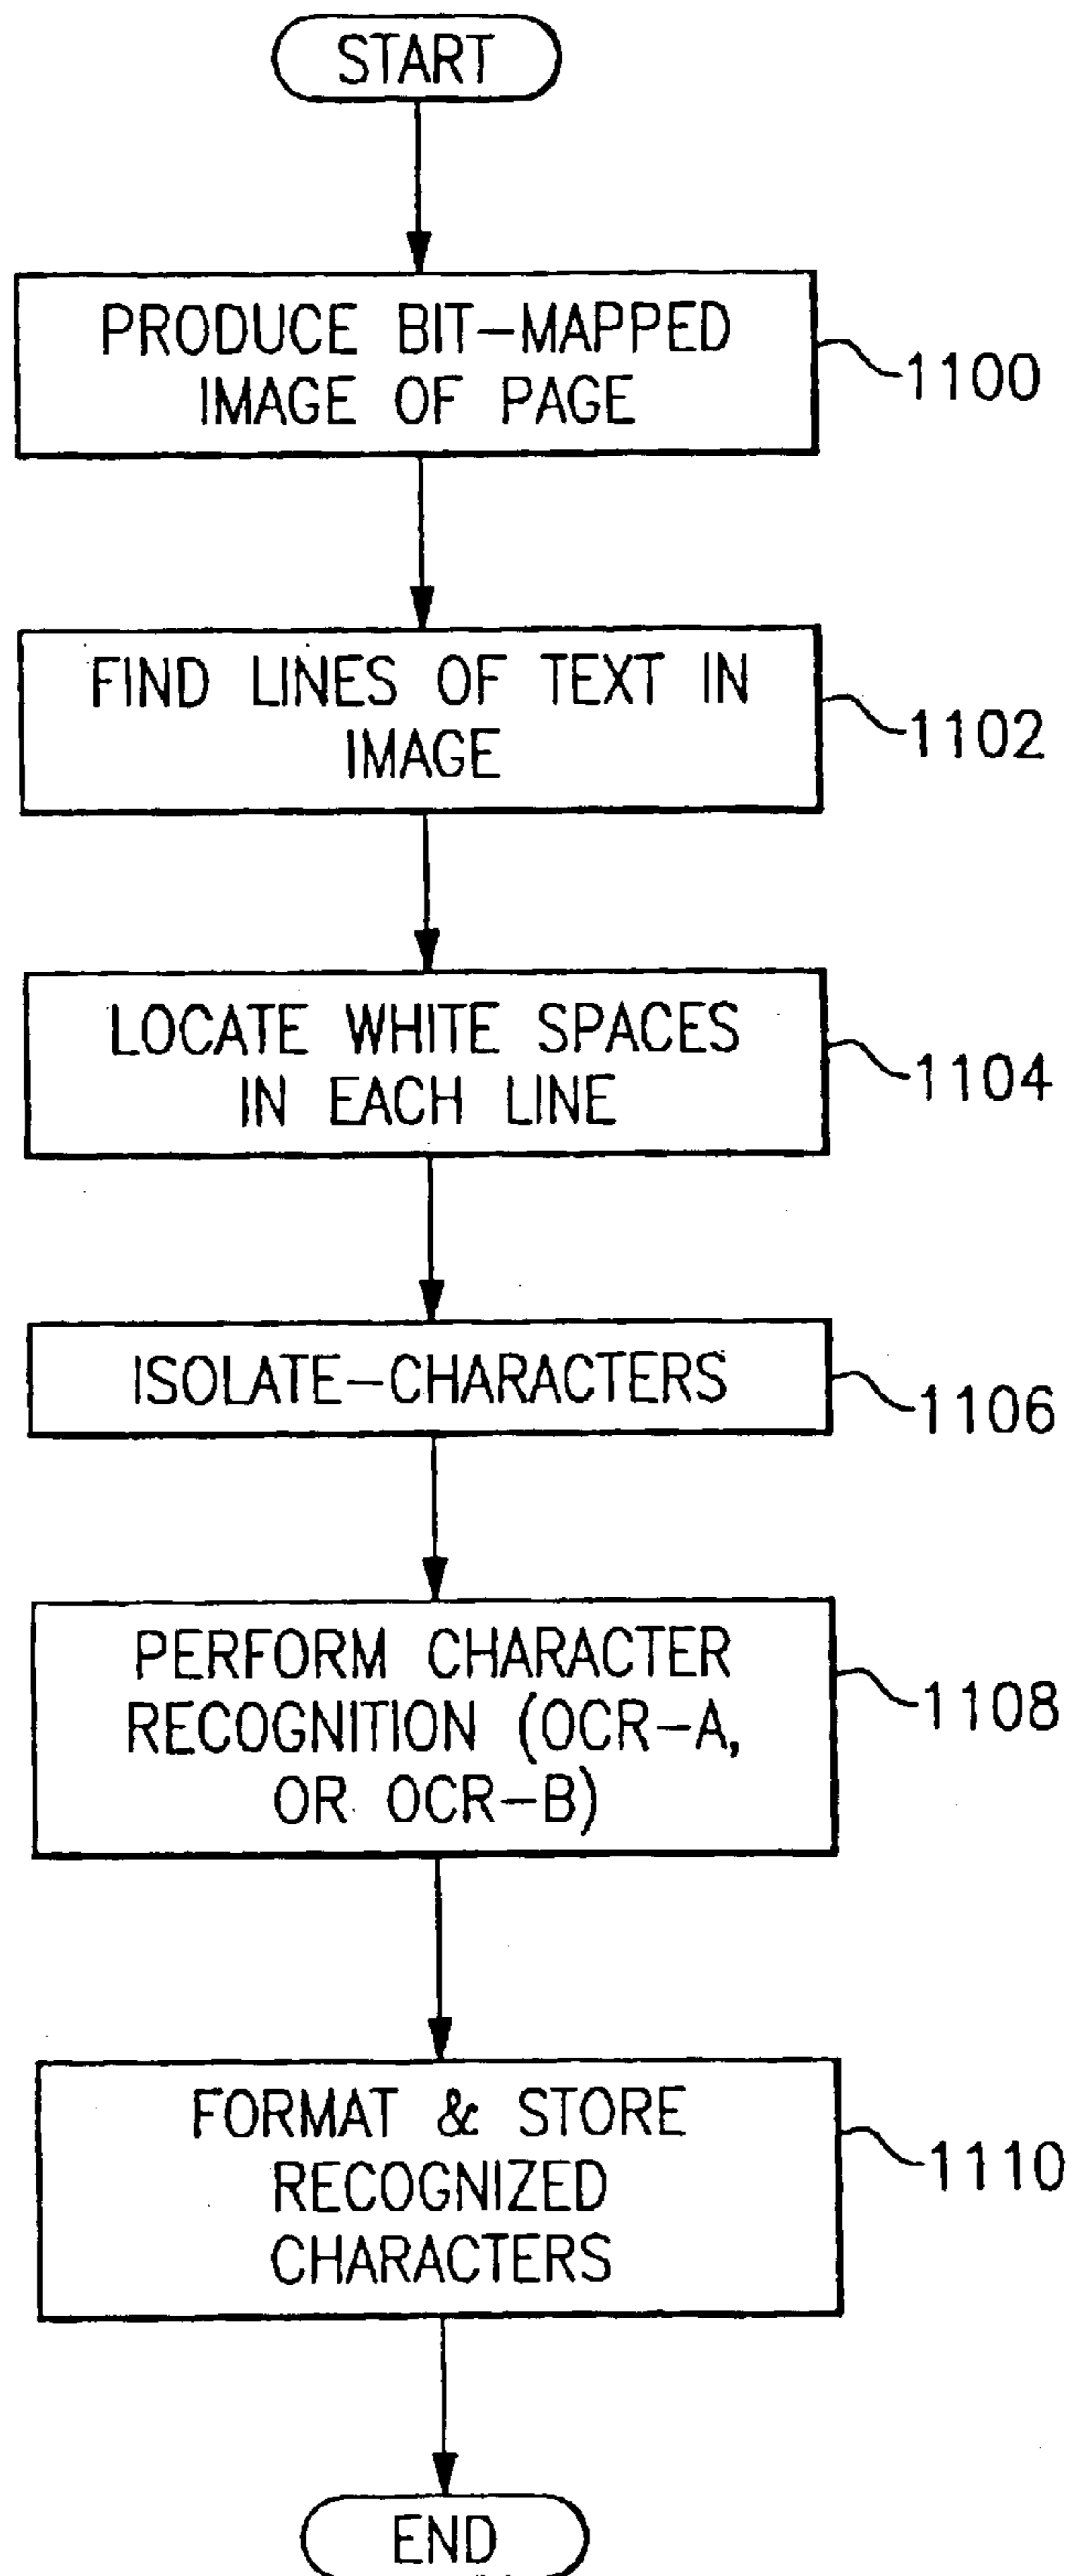 START
PRODUCE BIT-MAPPED
IMAGE OF PAGE
1100
FIND LINES OF TEXT IN
IMAGE
1102
LOCATE WHITE SPACES
IN EACH LINE
1104
ISOLATE-CHARACTERS
1106
PERFORM CHARACTER
RECOGNITION (OCR-A,
OR OCR-B)
1108
FORMAT & STORE
RECOGNIZED
CHARACTERS
1110
END